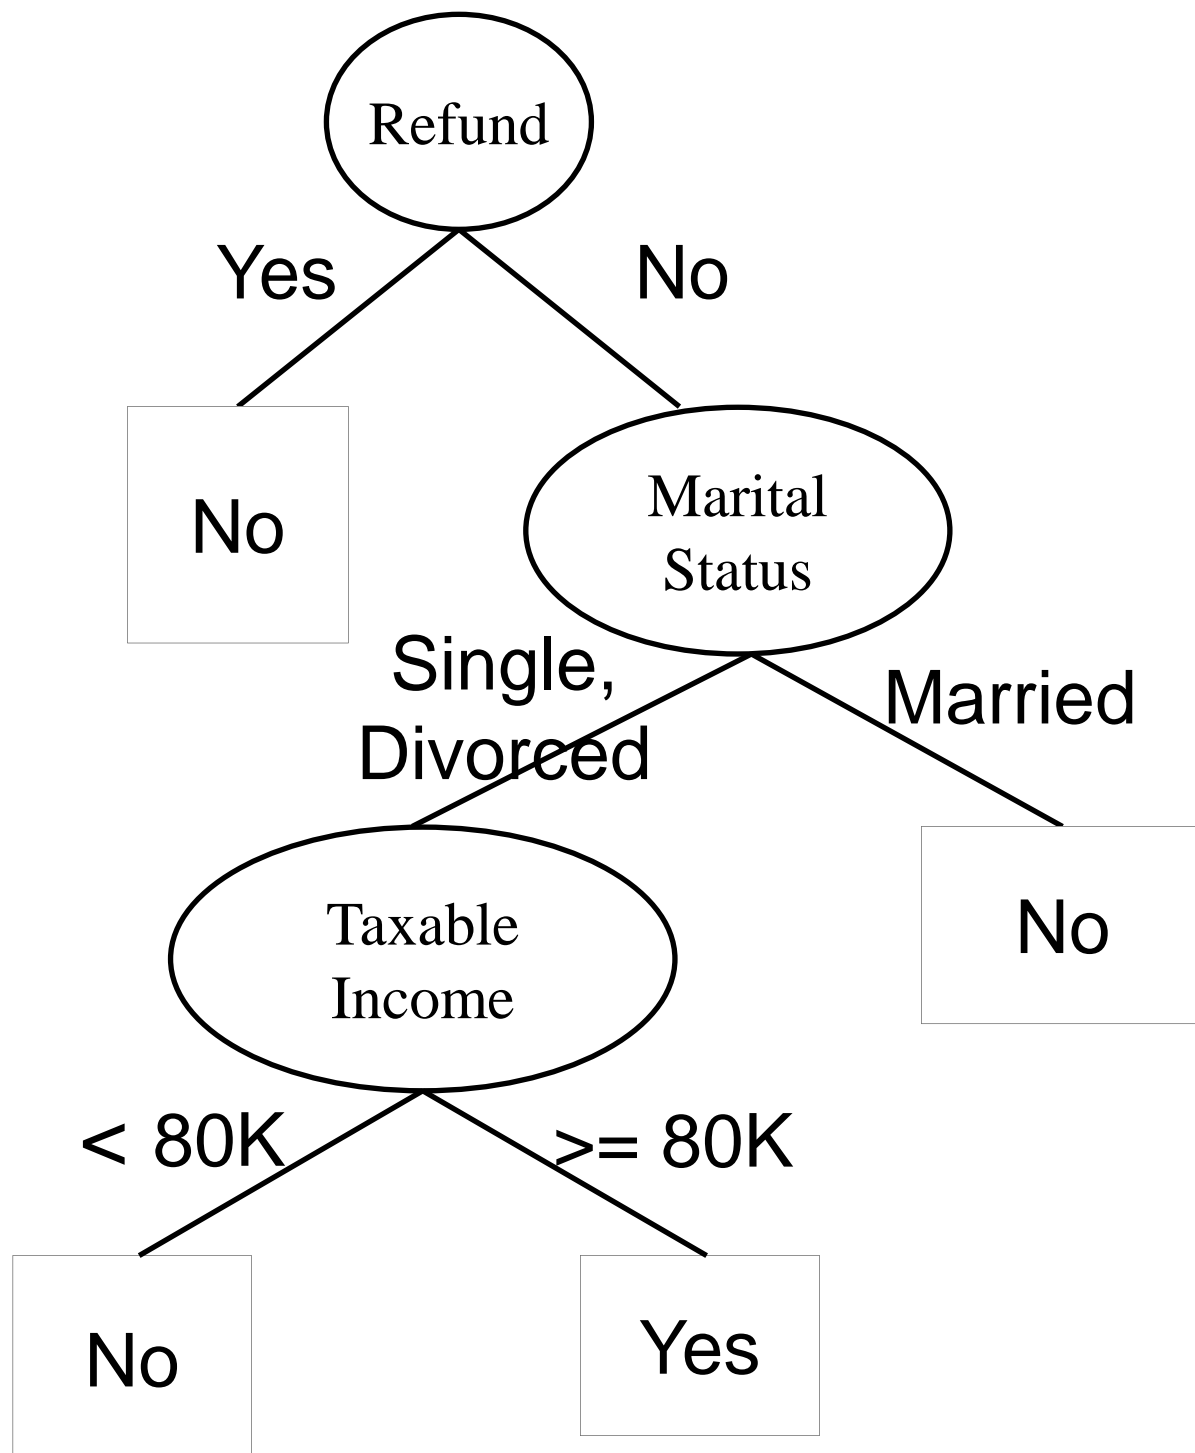 Refund
Yes
No
No
Marital
Status
Single,
Divorced
Married
Taxable
Income
No
< 80K
>= 80K
No
Yes